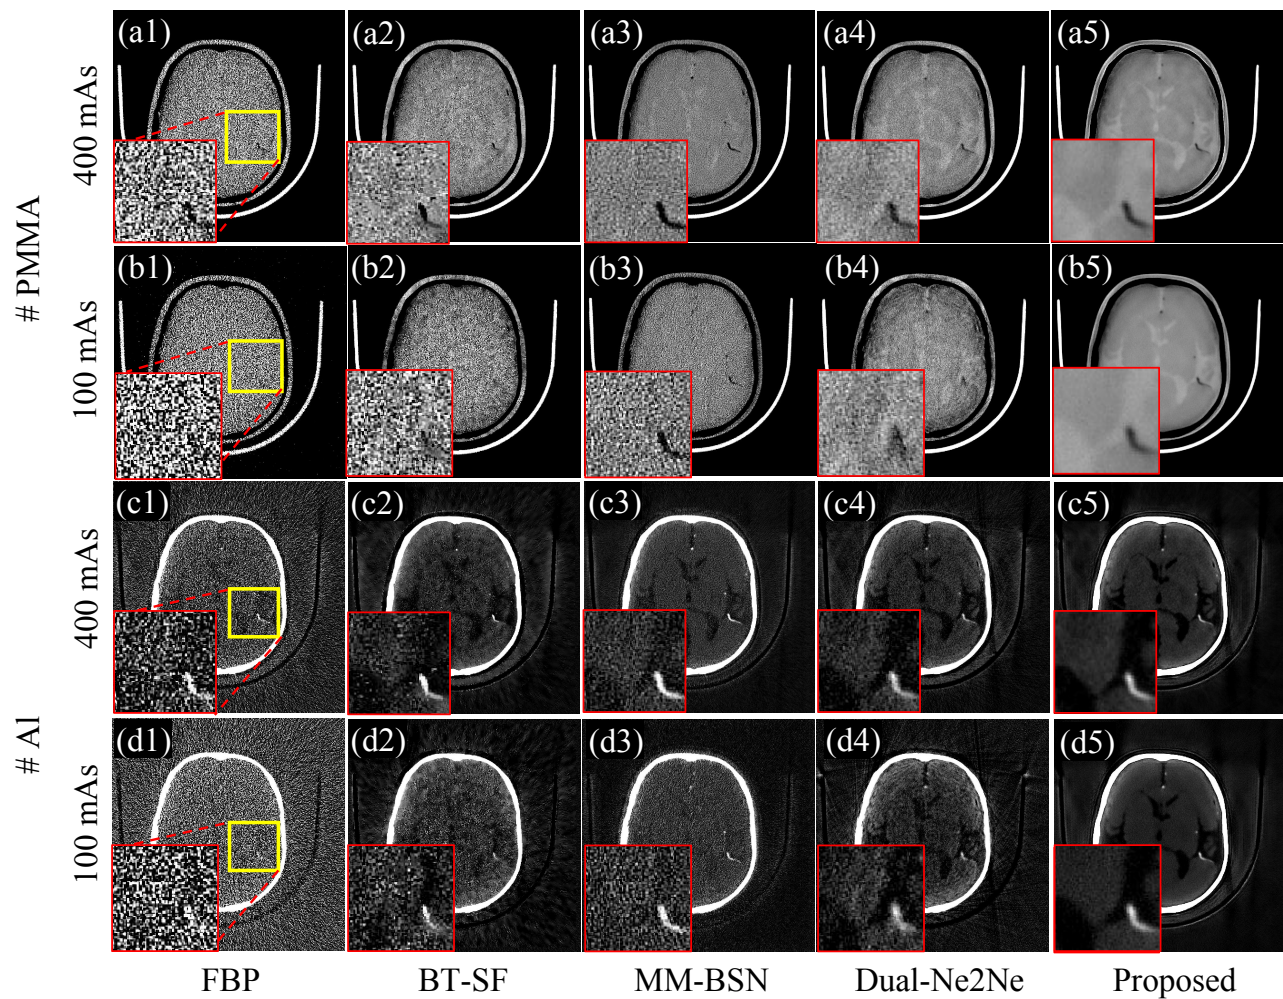 # PMMA
400 mAs
(a1) (a2) (a3) (a4) (a5)
100 mAs
(b1) (b2) (b3) (b4) (b5)
# Al
400 mAs
(c1) (c2) (c3) (c4) (c5)
100 mAs
(d1) (d2) (d3) (d4) (d5)
FBP BT-SF MM-BSN Dual-Ne2Ne Proposed